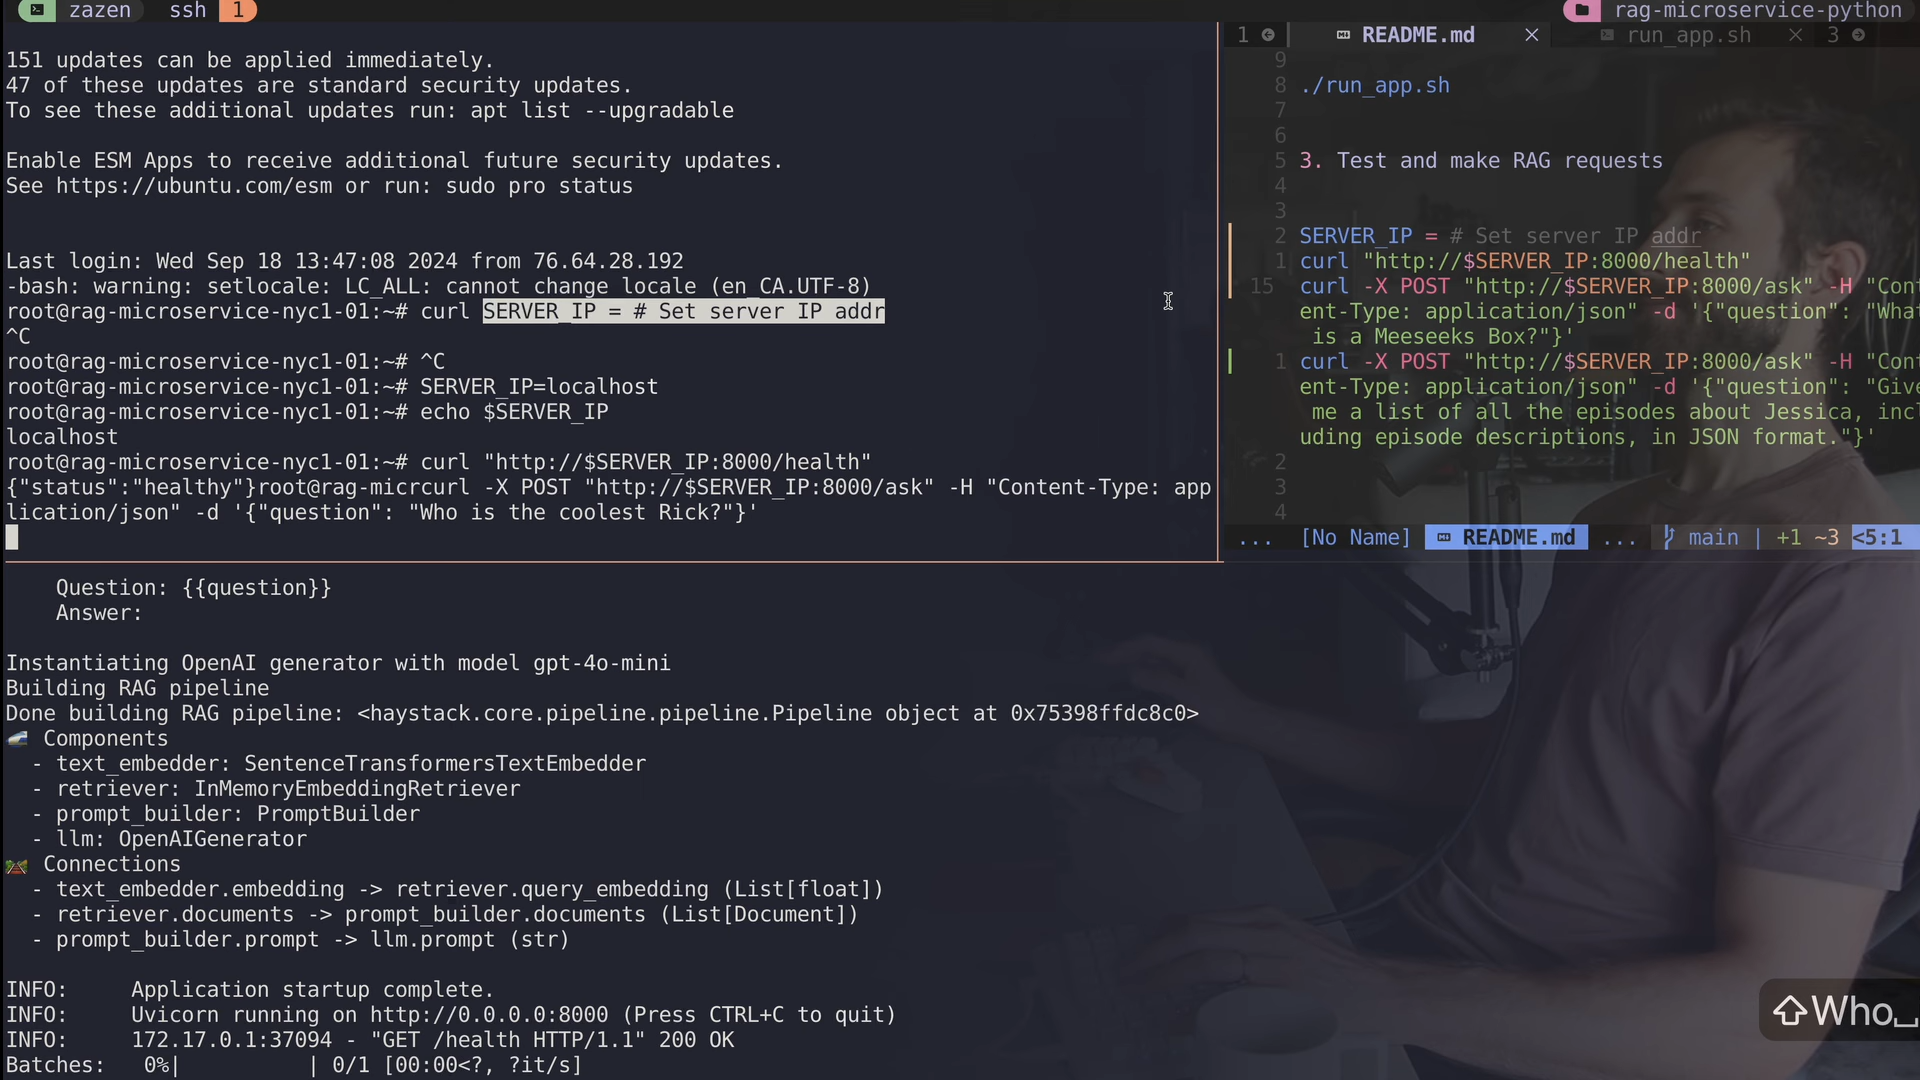 zazen ssh 1
rag-microservice-python
151 updates can be applied immediately.
47 of these updates are standard security updates.
To see these additional updates run: apt list --upgradable
Enable ESM Apps to receive additional future security updates.
See https://ubuntu.com/esm or run: sudo pro status
Last login: Wed Sep 18 13:47:08 2024 from 76.64.28.192
-bash: warning: setlocale: LC_ALL: cannot change locale (en_CA.UTF-8)
root@rag-microservice-nyc1-01:~# curl SERVER_IP = # Set server IP addr
^C
root@rag-microservice-nyc1-01:~# ^C
root@rag-microservice-nyc1-01:~# SERVER_IP=localhost
root@rag-microservice-nyc1-01:~# echo $SERVER_IP
localhost
root@rag-microservice-nyc1-01:~# curl "http://$SERVER_IP:8000/health"
{"status":"healthy"}root@rag-micrcurl -X POST "http://$SERVER_IP:8000/ask" -H "Content-Type: app
lication/json" -d '{"question": "Who is the coolest Rick?"}'
1 README.md run_app.sh 3
9
8 ./run_app.sh
7
6
5 3. Test and make RAG requests
4
3
2 SERVER_IP = # Set server IP addr
1 curl "http://$SERVER_IP:8000/health"
15 curl -X POST "http://$SERVER_IP:8000/ask" -H "Cont
ent-Type: application/json" -d '{"question": "What
is a Meeseeks Box?"}'
1 curl -X POST "http://$SERVER_IP:8000/ask" -H "Cont
ent-Type: application/json" -d '{"question": "Give
me a list of all the episodes about Jessica, incl
uding episode descriptions, in JSON format."}'
2
3
4
... [No Name] README.md ... main | +1 ~3 <5:1
Question: {{question}}
Answer:
Instantiating OpenAI generator with model gpt-4o-mini
Building RAG pipeline
Done building RAG pipeline: <haystack.core.pipeline.pipeline.Pipeline object at 0x75398ffdc8c0>
Components
- text_embedder: SentenceTransformersTextEmbedder
- retriever: InMemoryEmbeddingRetriever
- prompt_builder: PromptBuilder
- llm: OpenAIGenerator
Connections
- text_embedder.embedding -> retriever.query_embedding (List[float])
- retriever.documents -> prompt_builder.documents (List[Document])
- prompt_builder.prompt -> llm.prompt (str)
INFO: Application startup complete.
INFO: Uvicorn running on http://0.0.0.0:8000 (Press CTRL+C to quit)
INFO: 172.17.0.1:37094 - "GET /health HTTP/1.1" 200 OK
Batches: 0%| | 0/1 [00:00<?, ?it/s]
⇧Who␣